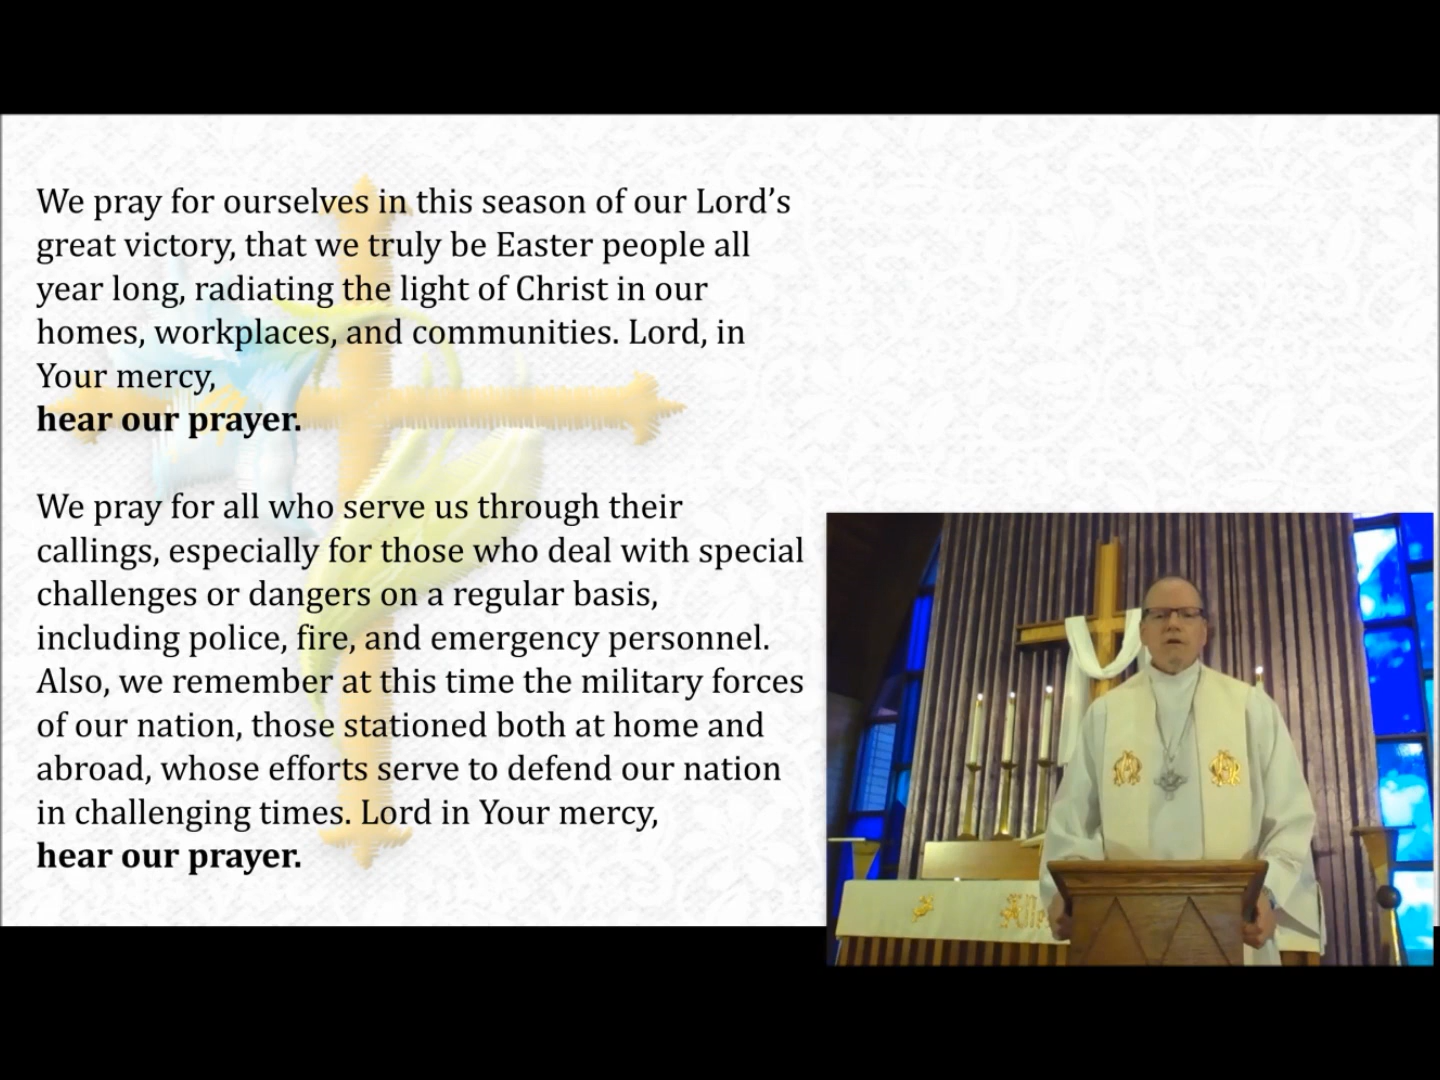 We pray for ourselves in this season of our Lord’s
great victory, that we truly be Easter people all
year long, radiating the light of Christ in our
homes, workplaces, and communities. Lord, in
Your mercy,
hear our prayer.
We pray for all who serve us through their
callings, especially for those who deal with special
challenges or dangers on a regular basis,
including police, fire, and emergency personnel.
Also, we remember at this time the military forces
of our nation, those stationed both at home and
abroad, whose efforts serve to defend our nation
in challenging times. Lord in Your mercy,
hear our prayer.